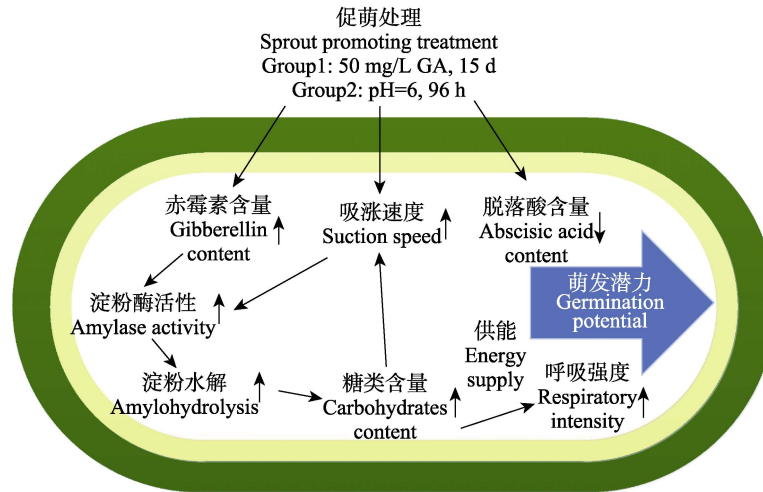 促萌处理
Sprout promoting treatment
Group1: 50 mg/L GA, 15 d
Group2: pH=6, 96 h
赤霉素含量
Gibberellin
content
吸涨速度
Suction speed
脱落酸含量
Abscisic acid
content
淀粉酶活性
Amylase activity
萌发潜力
Germination
potential
淀粉水解
Amylohydrolysis
糖类含量
Carbohydrates
content
供能
Energy
supply
呼吸强度
Respiratory
intensity